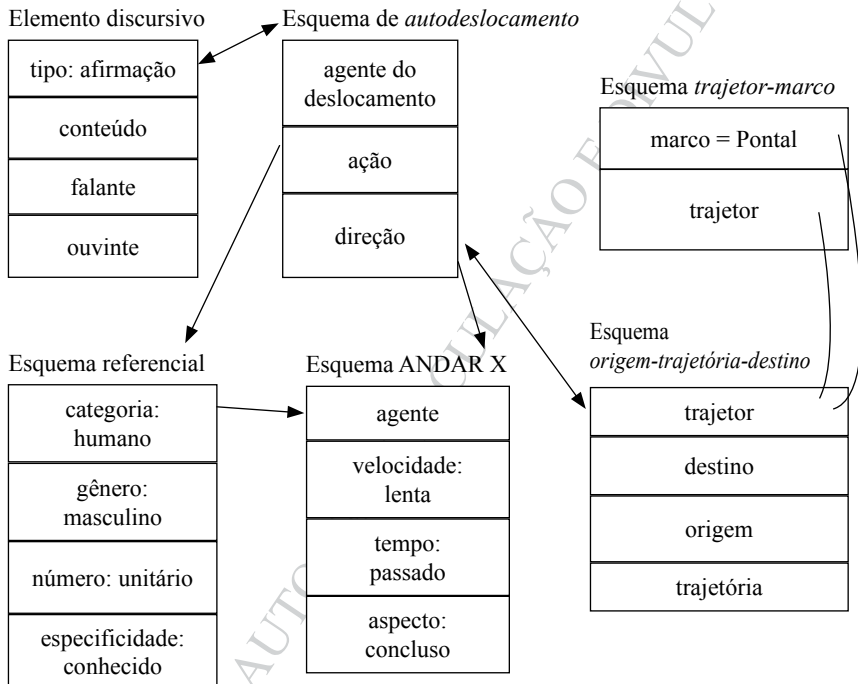 Elemento discursivo
tipo: afirmação
conteúdo
falante
ouvinte
Esquema de autodeslocamento
agente do
deslocamento
ação
direção
Esquema trajetor-marco
marco = Pontal
trajetor
Esquema referencial
categoria:
humano
gênero:
masculino
número: unitário
especificidade:
conhecido
Esquema ANDAR X
agente
velocidade:
lenta
tempo:
passado
aspecto:
concluso
Esquema
origem-trajetória-destino
trajetor
destino
origem
trajetória